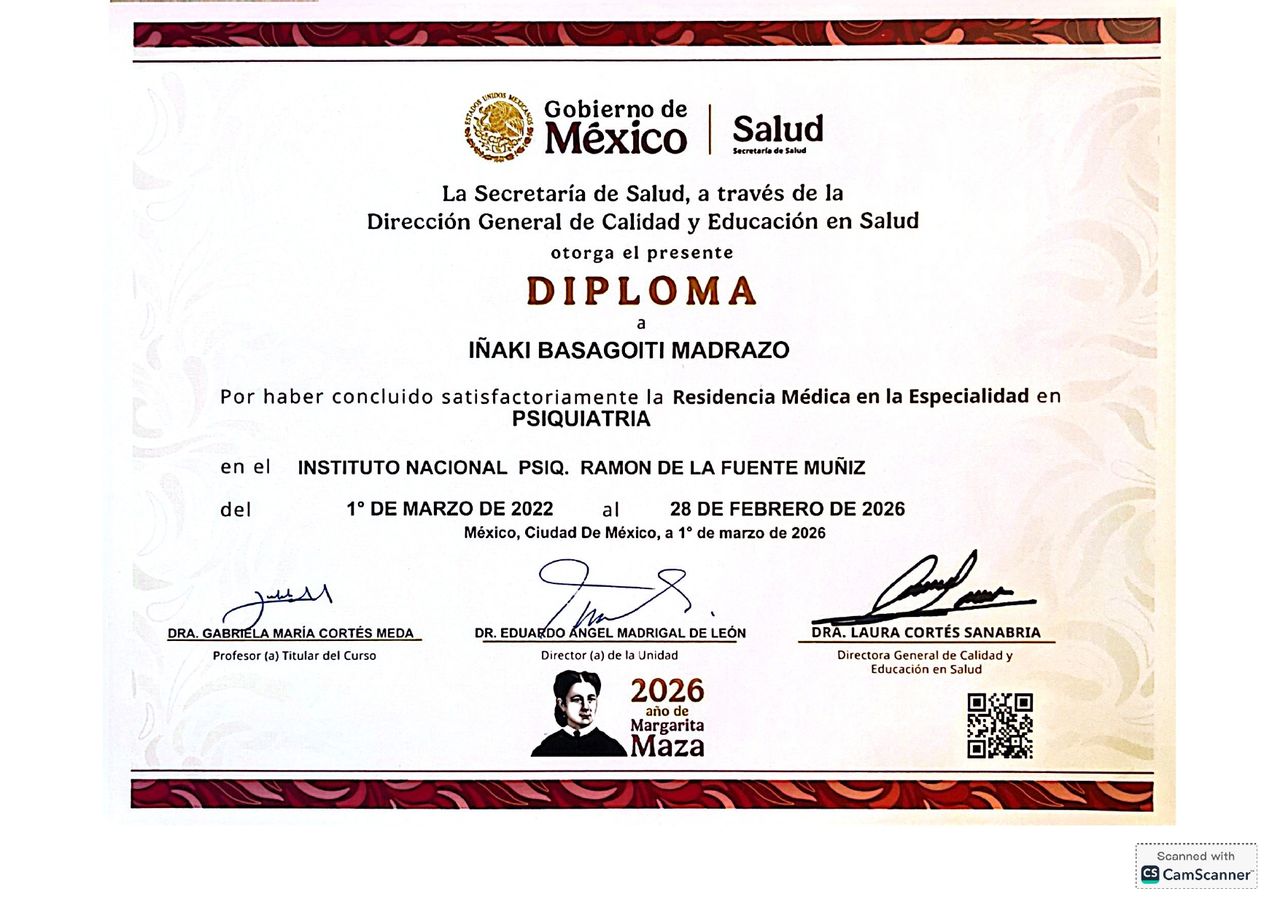 ESTADOS UNIDOS MEXICANOS
Gobierno de
México
Salud
Secretaría de Salud
La Secretaría de Salud, a través de la
Dirección General de Calidad y Educación en Salud
otorga el presente
DIPLOMA
a
IÑAKI BASAGOITI MADRAZO
Por haber concluido satisfactoriamente la Residencia Médica en la Especialidad en
PSIQUIATRIA
en el INSTITUTO NACIONAL PSIQ. RAMON DE LA FUENTE MUÑIZ
del 1° DE MARZO DE 2022 al 28 DE FEBRERO DE 2026
México, Ciudad De México, a 1° de marzo de 2026
DRA. GABRIELA MARÍA CORTÉS MEDA
Profesor (a) Titular del Curso
DR. EDUARDO ÁNGEL MADRIGAL DE LEÓN
Director (a) de la Unidad
DRA. LAURA CORTÉS SANABRIA
Directora General de Calidad y
Educación en Salud
2026
año de
Margarita
Maza
Scanned with
CS CamScanner